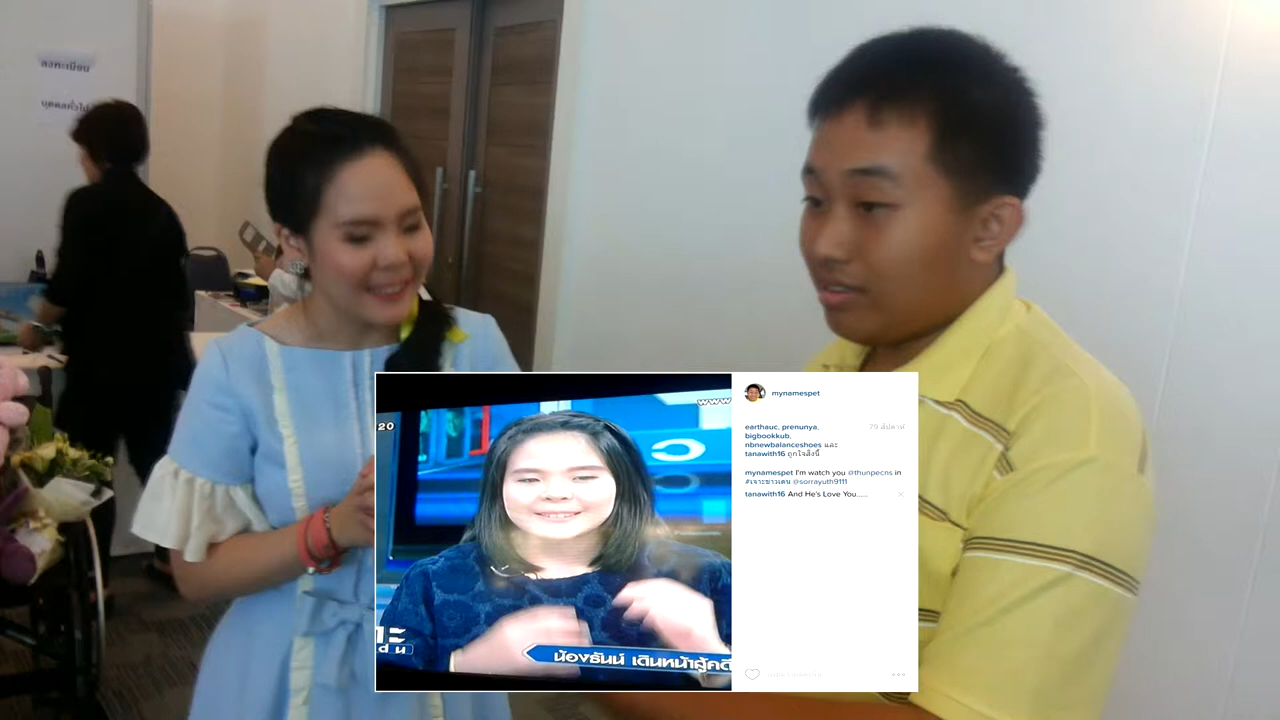 ลงทะเบียน
บุคคลทั่วไป
www
20
น้องธันน์ เดินหน้าสู้คดี
mynamespet
earthauc, prenunya,
bigbookkub,
nbnewbalanceshoes และ
tanawith16 ถูกใจสิ่งนี้
79 สัปดาห์
mynamespet I'm watch you @thunpecns in
#เจาะข่าวเด่น @sorrayuth9111
tanawith16 And He's Love You......